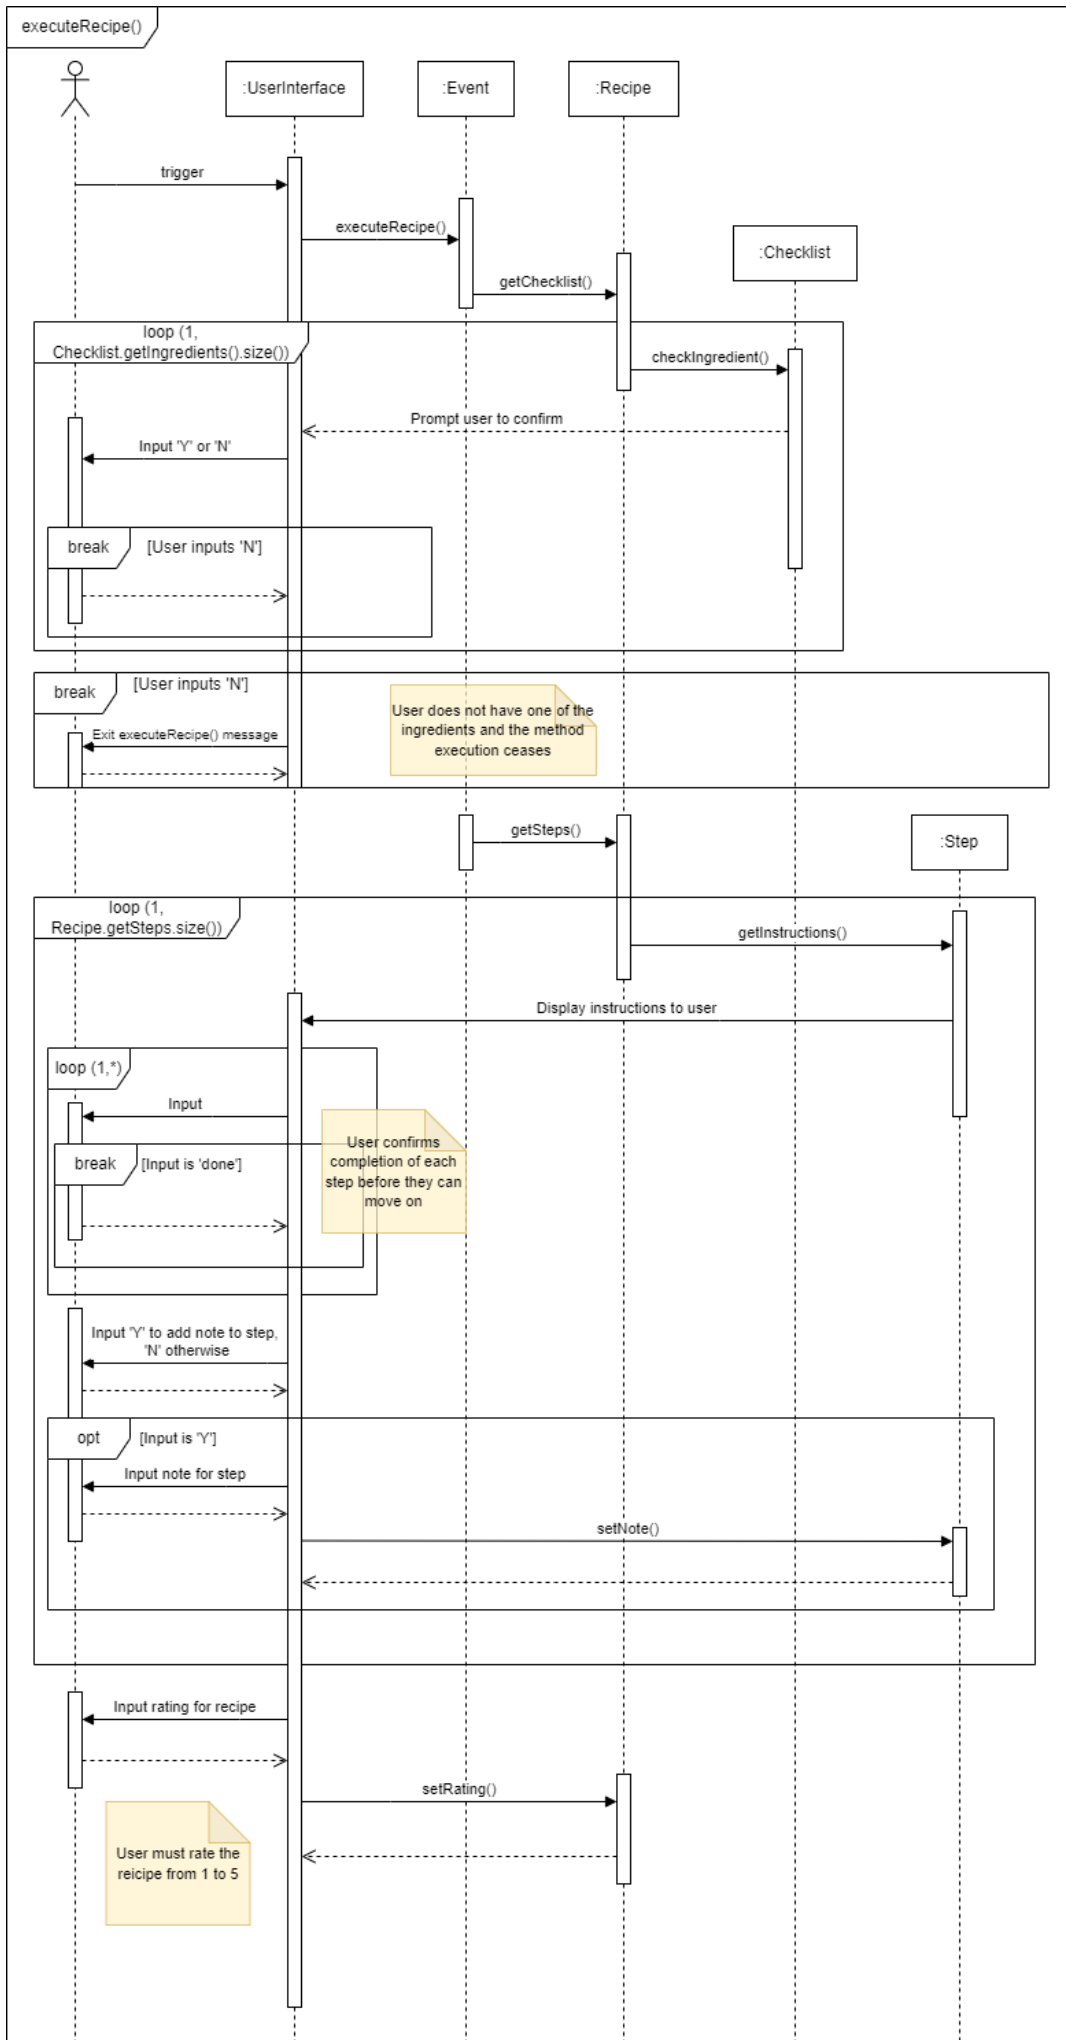 executeRecipe()
:UserInterface
:Event
:Recipe
trigger
executeRecipe()
:Checklist
getChecklist()
loop (1,
Checklist.getIngredients().size())
checkIngredient()
Prompt user to confirm
Input 'Y' or 'N'
break
[User inputs 'N']
break
[User inputs 'N']
User does not have one of the
ingredients and the method
execution ceases
Exit executeRecipe() message
getSteps()
:Step
loop (1,
Recipe.getSteps.size())
getInstructions()
Display instructions to user
loop (1,*)
Input
User confirms
completion of each
step before they can
move on
break
[Input is 'done']
Input 'Y' to add note to step,
'N' otherwise
opt
[Input is 'Y']
Input note for step
setNote()
Input rating for recipe
setRating()
User must rate the
reicipe from 1 to 5